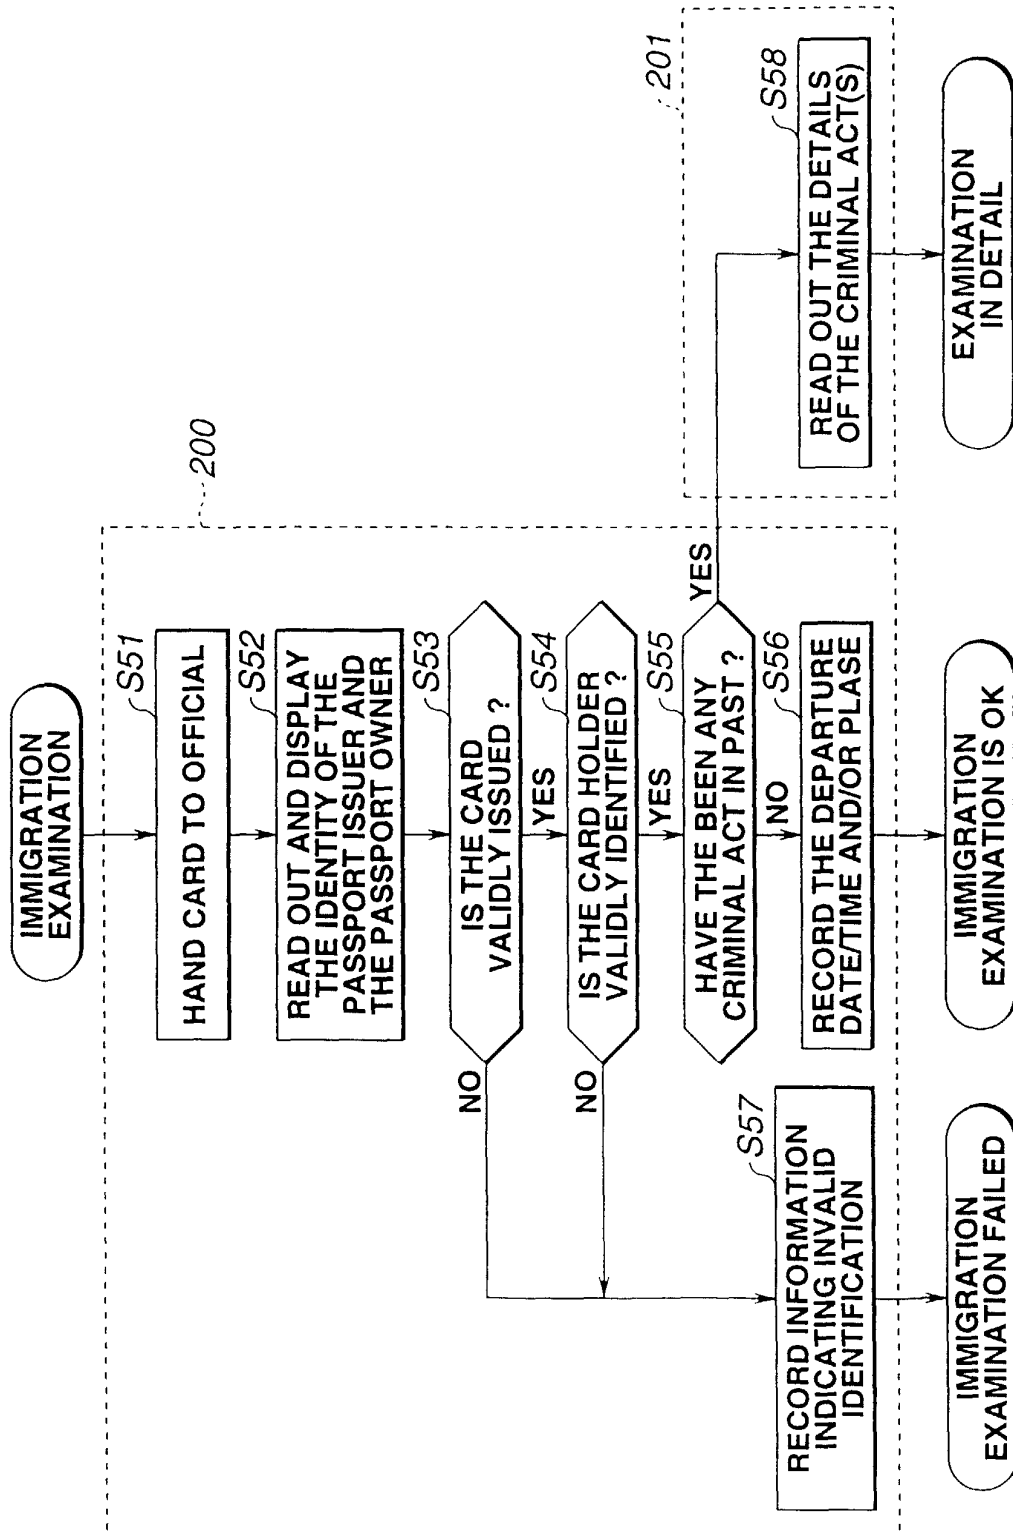 IMMIGRATION
EXAMINATION
200
S51
HAND CARD TO OFFICIAL
S52
READ OUT AND DISPLAY
THE IDENTITY OF THE
PASSPORT ISSUER AND
THE PASSPORT OWNER
S53
IS THE CARD
VALIDLY ISSUED ?
NO
YES
S54
IS THE CARD HOLDER
VALIDLY IDENTIFIED ?
NO
YES
S55
HAVE THE BEEN ANY
CRIMINAL ACT IN PAST ?
YES
NO
201
S57
RECORD INFORMATION
INDICATING INVALID
IDENTIFICATION
S56
RECORD THE DEPARTURE
DATE/TIME AND/OR PLASE
S58
READ OUT THE DETAILS
OF THE CRIMINAL ACT(S)
IMMIGRATION
EXAMINATION FAILED
IMMIGRATION
EXAMINATION IS OK
EXAMINATION
IN DETAIL